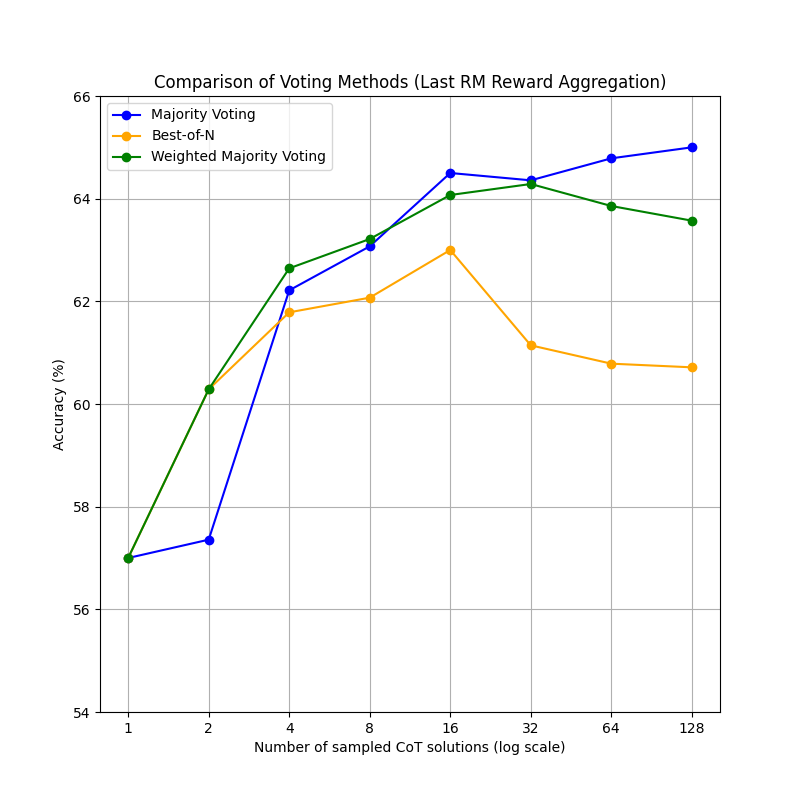 Comparison of Voting Methods (Last RM Reward Aggregation)
Majority Voting
Best-of-N
Weighted Majority Voting
66
64
62
60
58
56
54
Accuracy (%)
1 2 4 8 16 32 64 128
Number of sampled CoT solutions (log scale)